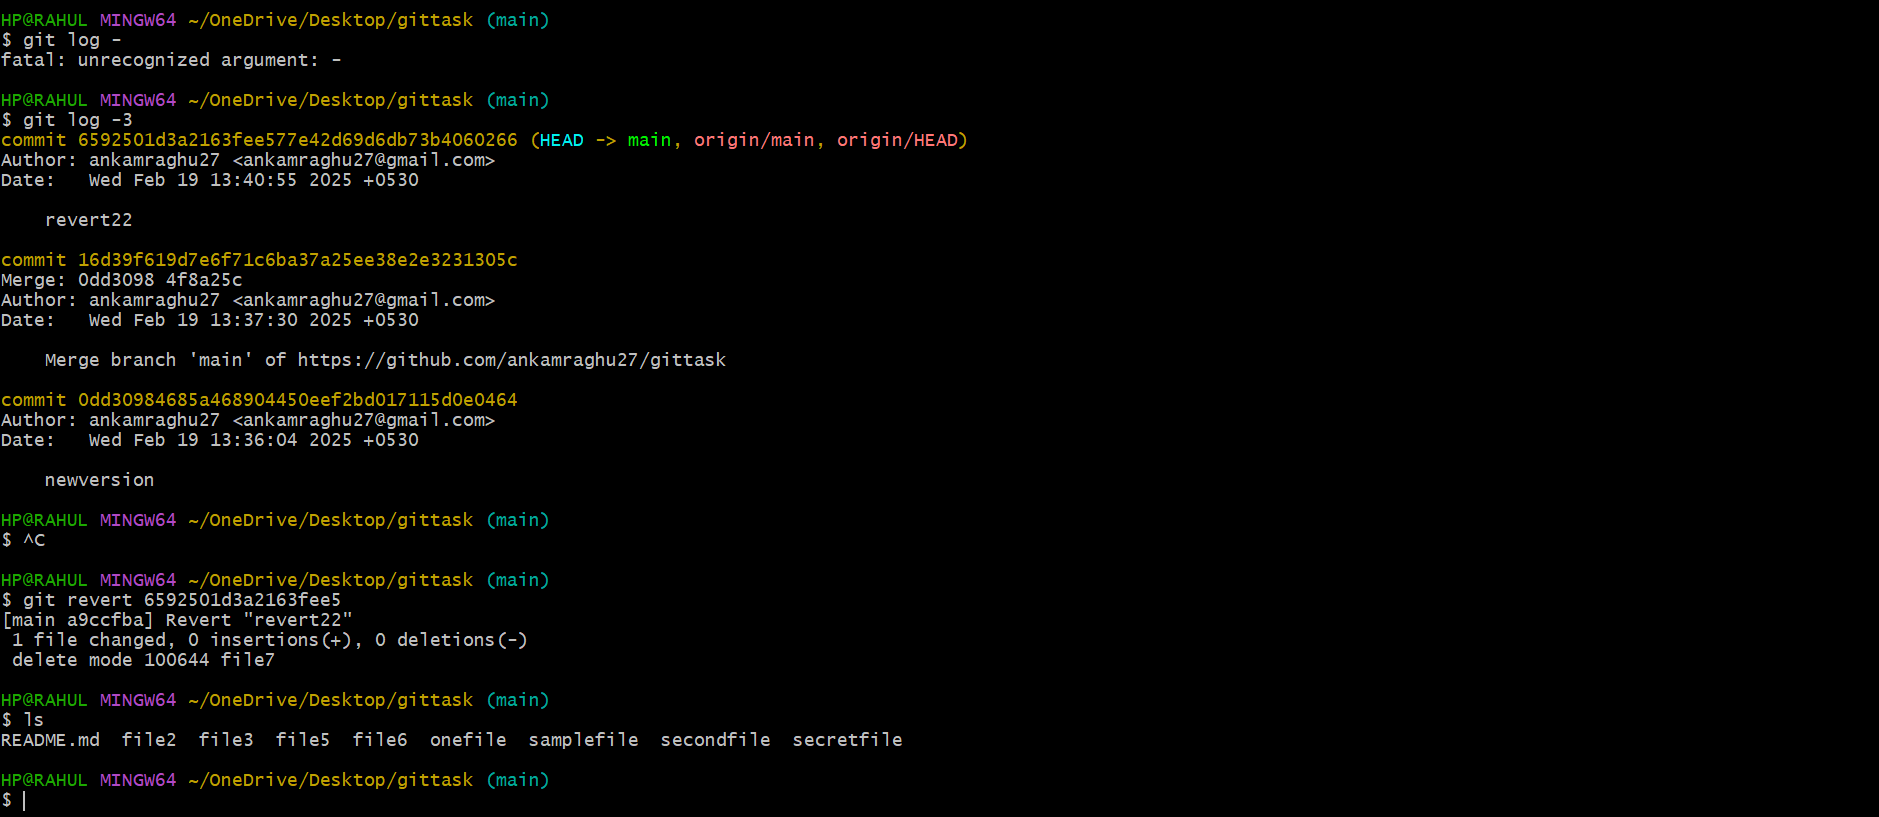 HP@RAHUL MINGW64 ~/OneDrive/Desktop/gittask (main)
$ git log -
fatal: unrecognized argument: -
HP@RAHUL MINGW64 ~/OneDrive/Desktop/gittask (main)
$ git log -3
commit 6592501d3a2163fee577e42d69d6db73b4060266 (HEAD -> main, origin/main, origin/HEAD)
Author: ankamraghu27 <ankamraghu27@gmail.com>
Date:   Wed Feb 19 13:40:55 2025 +0530
    revert22
commit 16d39f619d7e6f71c6ba37a25ee38e2e3231305c
Merge: 0dd3098 4f8a25c
Author: ankamraghu27 <ankamraghu27@gmail.com>
Date:   Wed Feb 19 13:37:30 2025 +0530
    Merge branch 'main' of https://github.com/ankamraghu27/gittask
commit 0dd30984685a468904450eef2bd017115d0e0464
Author: ankamraghu27 <ankamraghu27@gmail.com>
Date:   Wed Feb 19 13:36:04 2025 +0530
    newversion
HP@RAHUL MINGW64 ~/OneDrive/Desktop/gittask (main)
$ ^C
HP@RAHUL MINGW64 ~/OneDrive/Desktop/gittask (main)
$ git revert 6592501d3a2163fee5
[main a9ccfba] Revert "revert22"
 1 file changed, 0 insertions(+), 0 deletions(-)
 delete mode 100644 file7
HP@RAHUL MINGW64 ~/OneDrive/Desktop/gittask (main)
$ ls
README.md  file2  file3  file5  file6  onefile  samplefile  secondfile  secretfile
HP@RAHUL MINGW64 ~/OneDrive/Desktop/gittask (main)
$